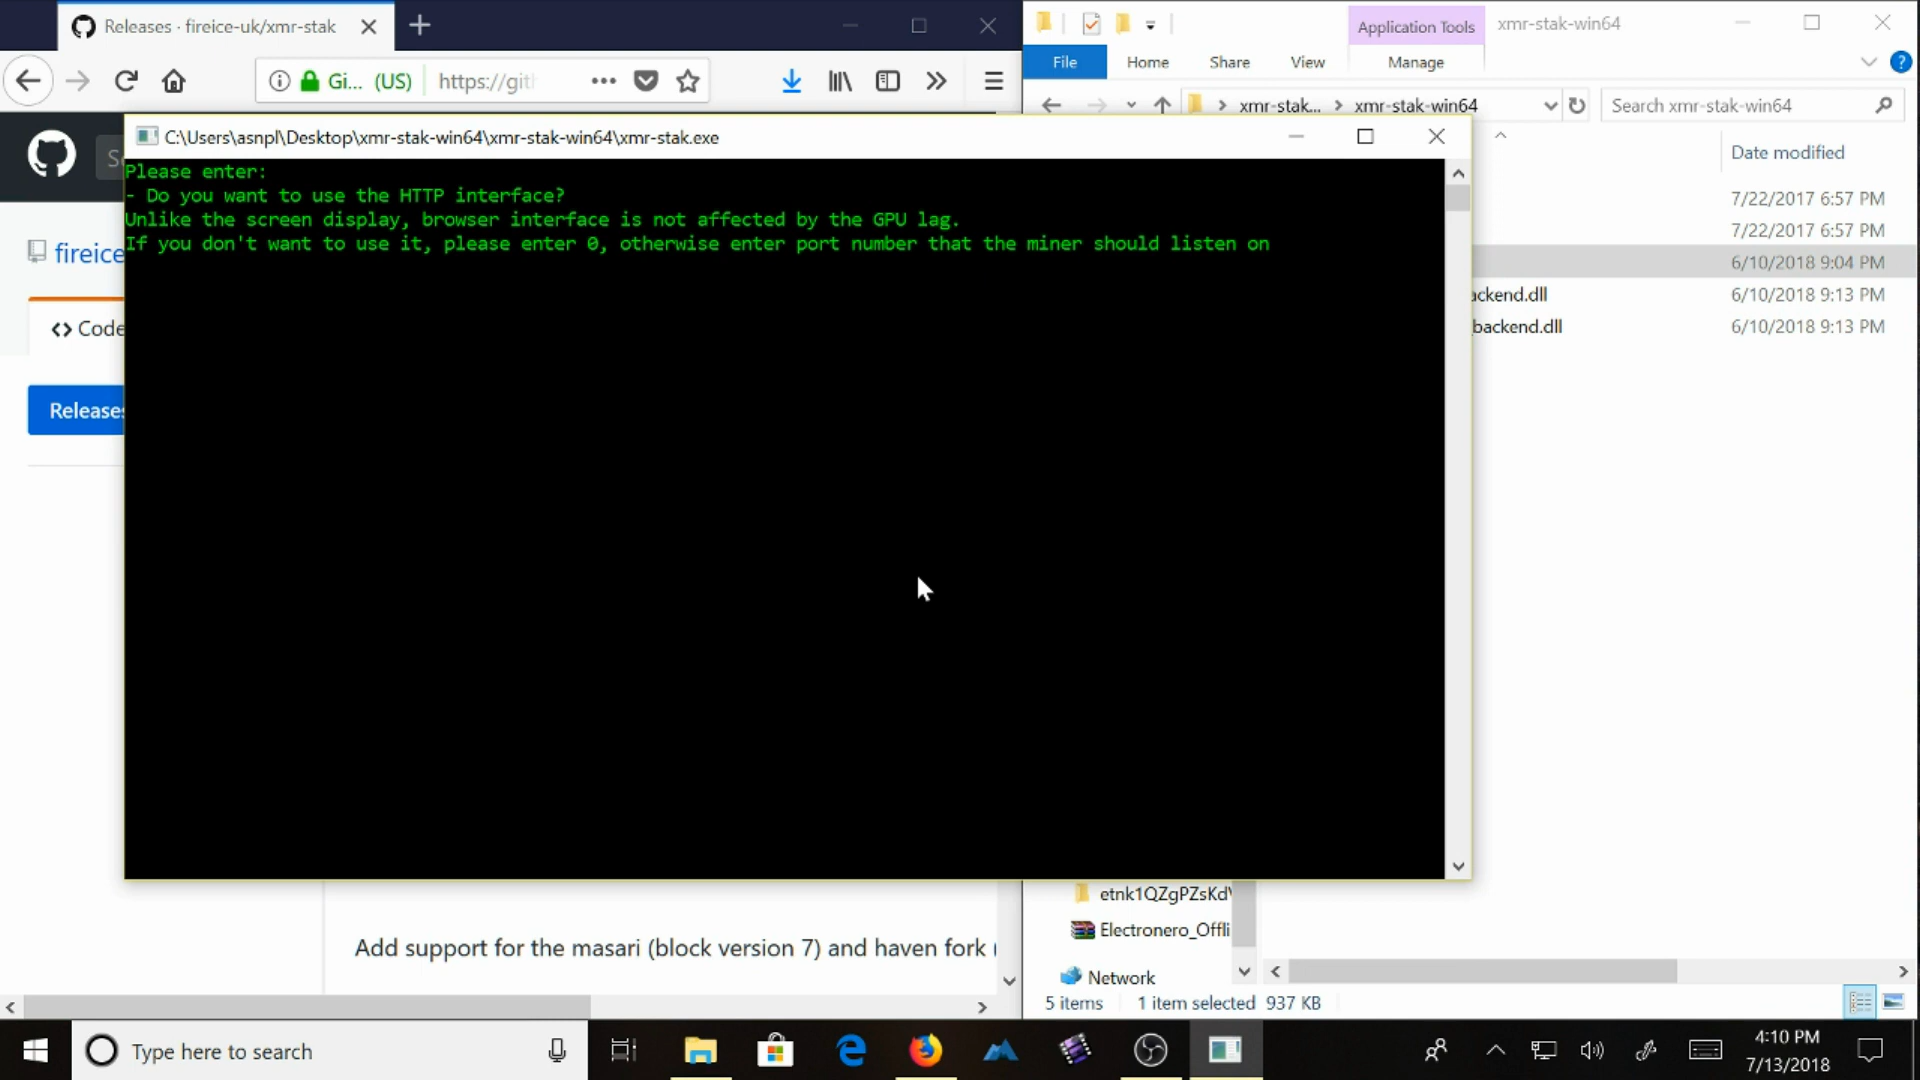 Releases · fireice-uk/xmr-stak
Gi... (US)
https://git
Application Tools
xmr-stak-win64
File
Home
Share
View
Manage
xmr-stak...
xmr-stak-win64
Search xmr-stak-win64
C:\Users\asnpl\Desktop\xmr-stak-win64\xmr-stak-win64\xmr-stak.exe
Please enter:
- Do you want to use the HTTP interface?
Unlike the screen display, browser interface is not affected by the GPU lag.
If you don't want to use it, please enter 0, otherwise enter port number that the miner should listen on
Date modified
7/22/2017 6:57 PM
7/22/2017 6:57 PM
6/10/2018 9:04 PM
ackend.dll
6/10/2018 9:13 PM
backend.dll
6/10/2018 9:13 PM
fireice
<> Code
Releases
Add support for the masari (block version 7) and haven fork
etnk1QZgPZsKd
Electronero_Offli
Network
5 items
1 item selected 937 KB
Type here to search
4:10 PM
7/13/2018